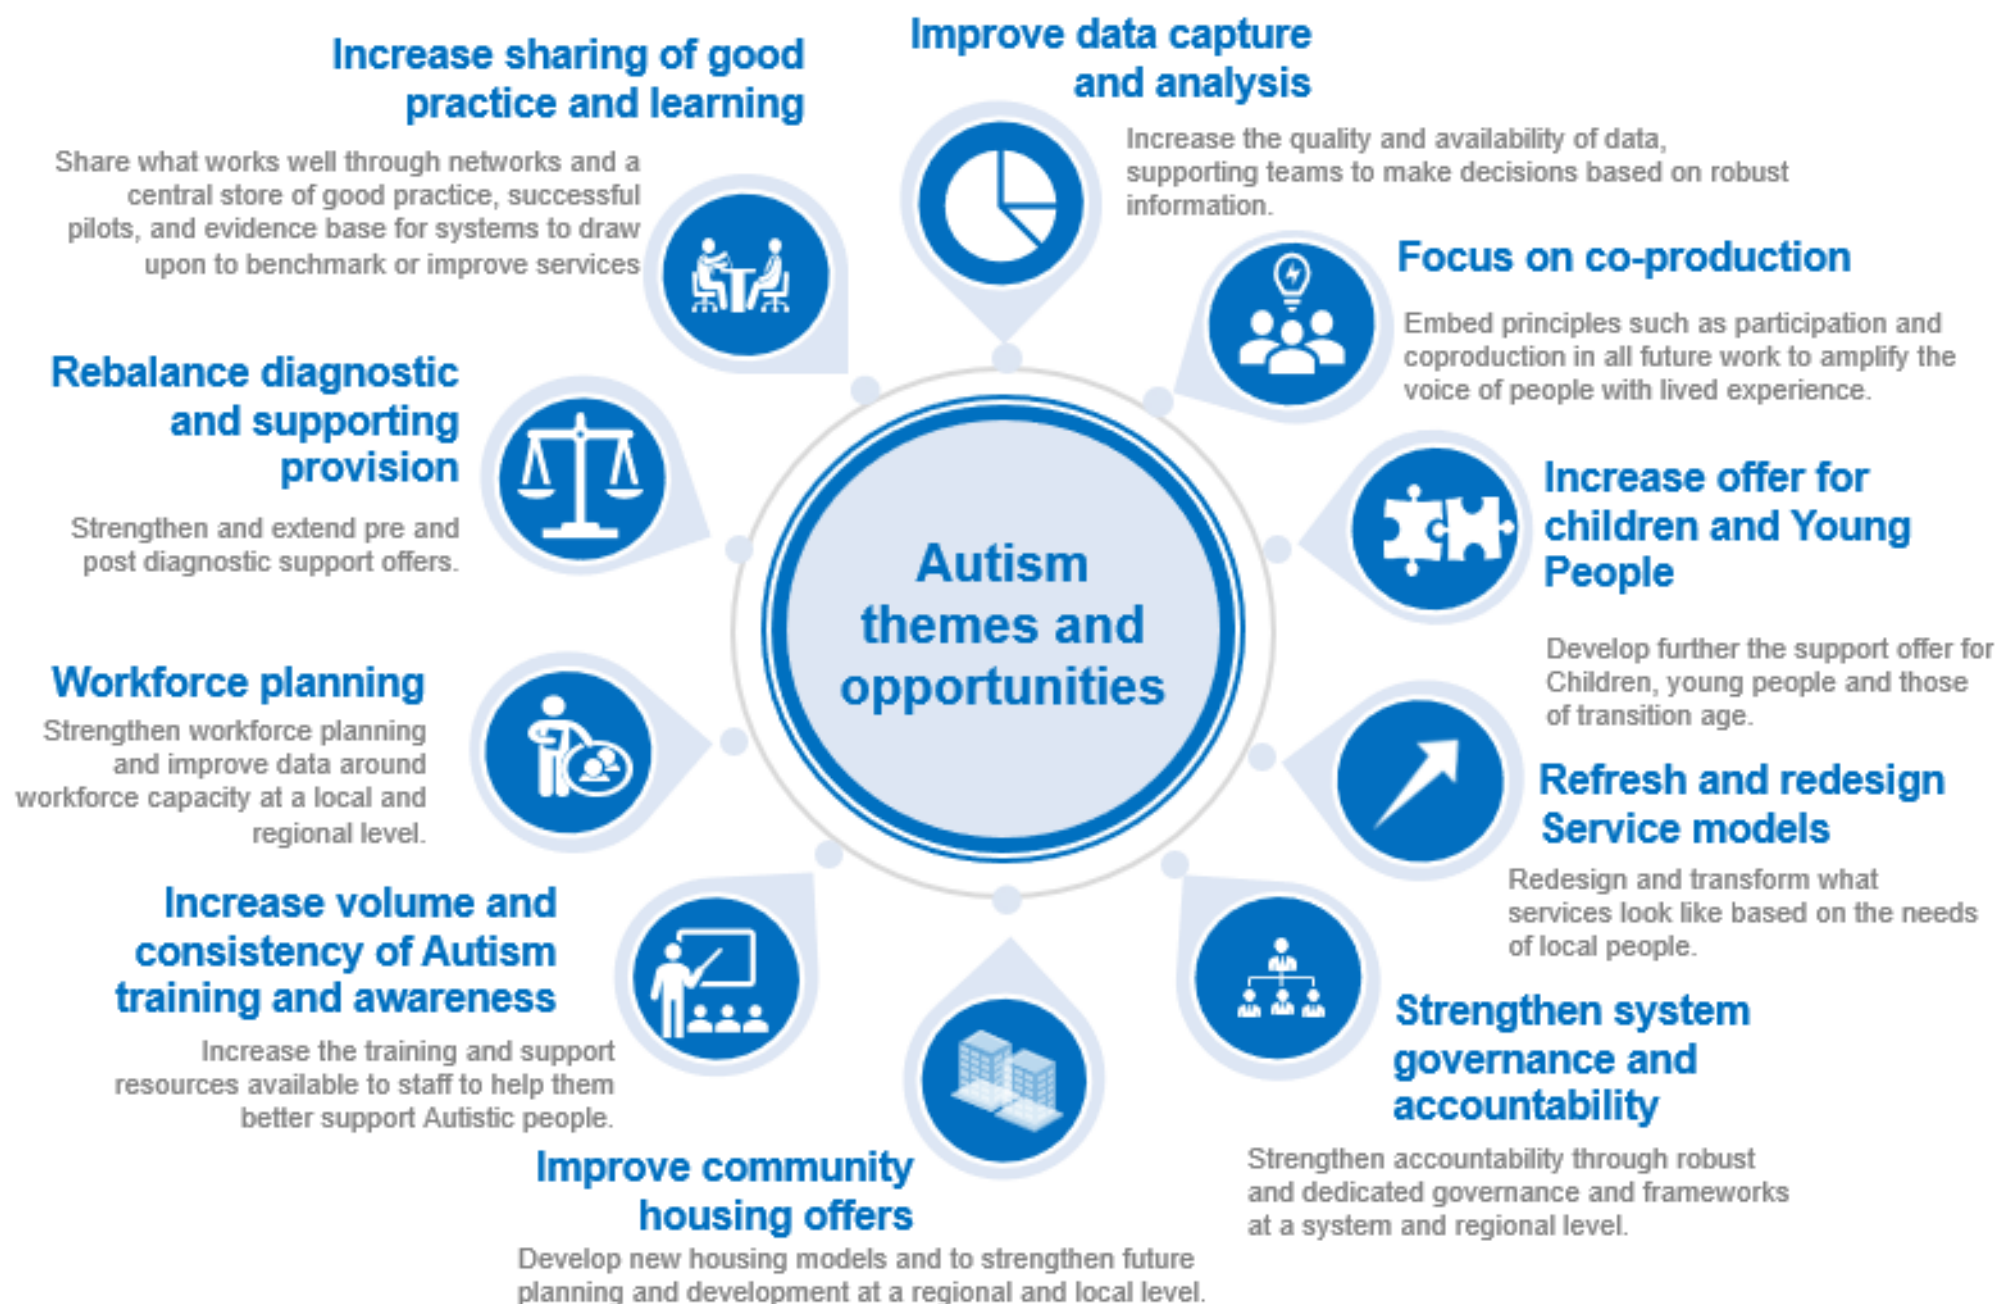 Increase sharing of good
practice and learning
Share what works well through networks and a
central store of good practice, successful
pilots, and evidence base for systems to draw
upon to benchmark or improve services
Improve data capture
and analysis
Increase the quality and availability of data,
supporting teams to make decisions based on robust
information.
Focus on co-production
Embed principles such as participation and
coproduction in all future work to amplify the
voice of people with lived experience.
Increase offer for
children and Young
People
Develop further the support offer for
Children, young people and those
of transition age.
Refresh and redesign
Service models
Redesign and transform what
services look like based on the needs
of local people.
Strengthen system
governance and
accountability
Strengthen accountability through robust
and dedicated governance and frameworks
at a system and regional level.
Improve community
housing offers
Develop new housing models and to strengthen future
planning and development at a regional and local level.
Increase volume and
consistency of Autism
training and awareness
Increase the training and support
resources available to staff to help them
better support Autistic people.
Workforce planning
Strengthen workforce planning
and improve data around
workforce capacity at a local and
regional level.
Rebalance diagnostic
and supporting
provision
Strengthen and extend pre and
post diagnostic support offers.
Autism
themes and
opportunities